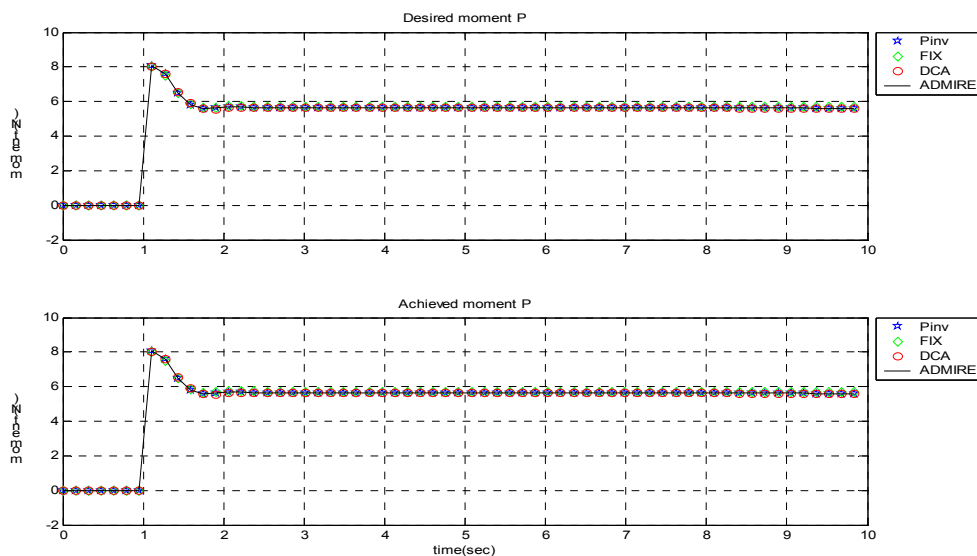 Desired moment P
10
8
6
4
2
0
-2
0 1 2 3 4 5 6 7 8 9 10
Pinv
FIX
DCA
ADMIRE
Achieved moment P
10
8
6
4
2
0
-2
0 1 2 3 4 5 6 7 8 9 10
time(sec)
Pinv
FIX
DCA
ADMIRE